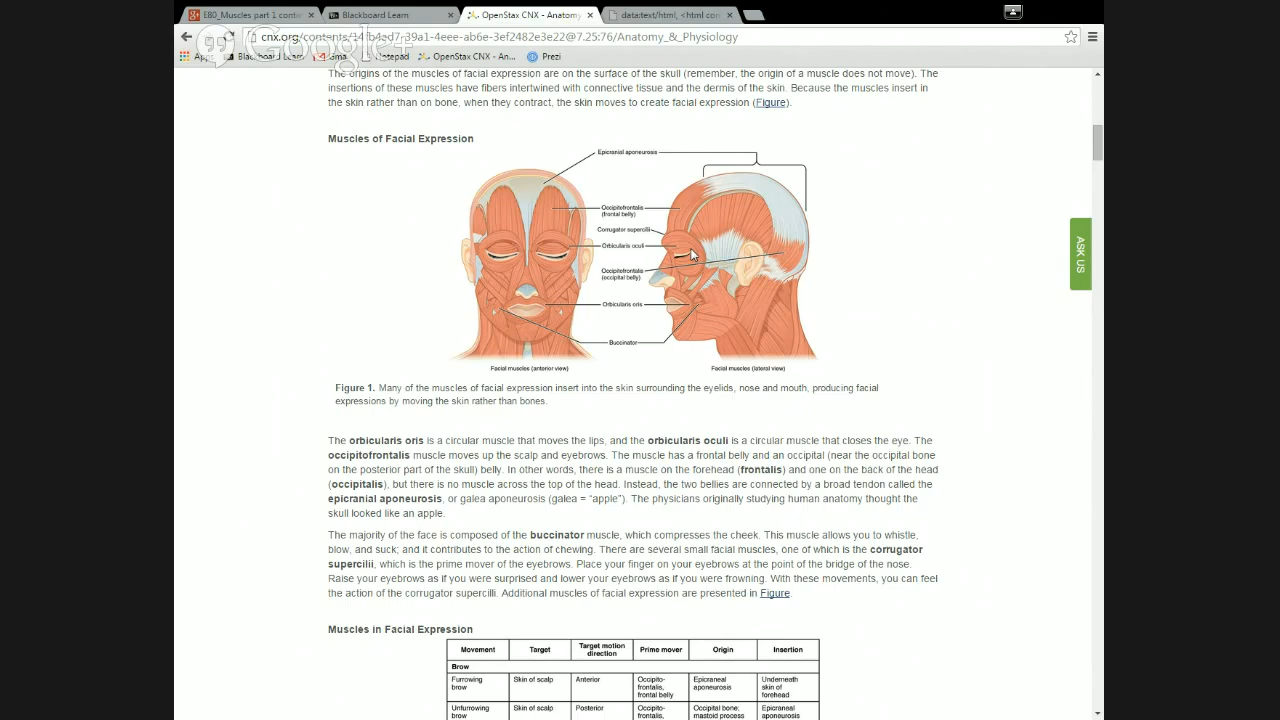 E80_Muscles part 1 conte
Blackboard Learn
OpenStax CNX - Anatomy
data:text/html, <html con
cnx.org/contents/14fb4ad7-39a1-4eee-ab6e-3ef2482e3e22@7.25:76/Anatomy_&_Physiology
Google+
Apps
Blackboard Learn
Gmail
Notepad
OpenStax CNX - An...
Prezi
The origins of the muscles of facial expression are on the surface of the skull (remember, the origin of a muscle does not move). The
insertions of these muscles have fibers intertwined with connective tissue and the dermis of the skin. Because the muscles insert in
the skin rather than on bone, when they contract, the skin moves to create facial expression (Figure).
Muscles of Facial Expression
Epicranial aponeurosis
Occipitofrontalis
(frontal belly)
Corrugator supercilii
Orbicularis oculi
Occipitofrontalis
(occipital belly)
Orbicularis oris
Buccinator
Facial muscles (anterior view)
Facial muscles (lateral view)
ASK US
Figure 1. Many of the muscles of facial expression insert into the skin surrounding the eyelids, nose and mouth, producing facial
expressions by moving the skin rather than bones.
The orbicularis oris is a circular muscle that moves the lips, and the orbicularis oculi is a circular muscle that closes the eye. The
occipitofrontalis muscle moves up the scalp and eyebrows. The muscle has a frontal belly and an occipital (near the occipital bone
on the posterior part of the skull) belly. In other words, there is a muscle on the forehead (frontalis) and one on the back of the head
(occipitalis), but there is no muscle across the top of the head. Instead, the two bellies are connected by a broad tendon called the
epicranial aponeurosis, or galea aponeurosis (galea = “apple”). The physicians originally studying human anatomy thought the
skull looked like an apple.
The majority of the face is composed of the buccinator muscle, which compresses the cheek. This muscle allows you to whistle,
blow, and suck; and it contributes to the action of chewing. There are several small facial muscles, one of which is the corrugator
supercilii, which is the prime mover of the eyebrows. Place your finger on your eyebrows at the point of the bridge of the nose.
Raise your eyebrows as if you were surprised and lower your eyebrows as if you were frowning. With these movements, you can feel
the action of the corrugator supercilli. Additional muscles of facial expression are presented in Figure.
Muscles in Facial Expression
Movement
Target
Target motion
direction
Prime mover
Origin
Insertion
Brow
Furrowing
brow
Skin of scalp
Anterior
Occipito-
frontalis,
frontal belly
Epicraneal
aponeurosis
Underneath
skin of
forehead
Unfurrowing
brow
Skin of scalp
Posterior
Occipito-
frontalis,
Occipital bone;
mastoid process
Epicraneal
aponeurosis